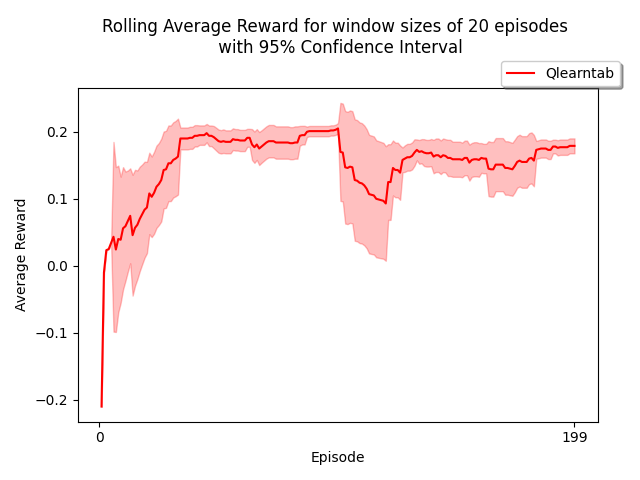 Rolling Average Reward for window sizes of 20 episodes
with 95% Confidence Interval
Qlearntab
0.2
0.1
0.0
−0.1
−0.2
Average Reward
0
199
Episode